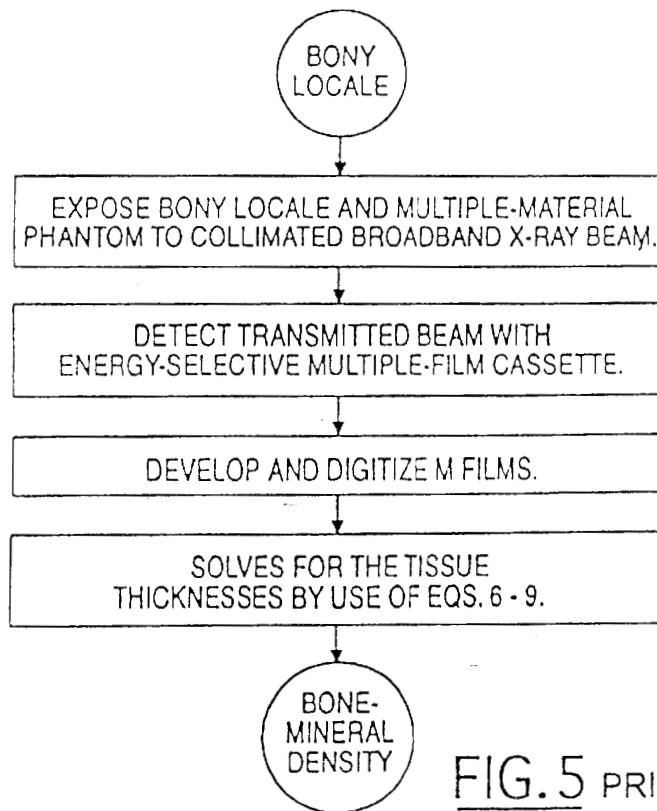 BONY
LOCALE
EXPOSE BONY LOCALE AND MULTIPLE-MATERIAL
PHANTOM TO COLLIMATED BROADBAND X-RAY BEAM.
DETECT TRANSMITTED BEAM WITH
ENERGY-SELECTIVE MULTIPLE-FILM CASSETTE.
DEVELOP AND DIGITIZE M FILMS.
SOLVES FOR THE TISSUE
THICKNESSES BY USE OF EQS. 6 - 9.
BONE-
MINERAL
DENSITY
FIG. 5 PRI